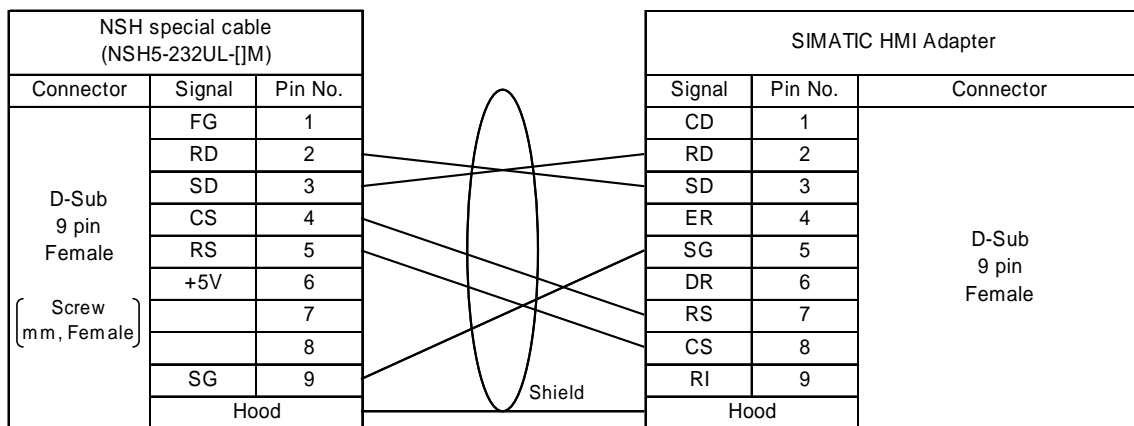 NSH special cable
(NSH5-232UL-[]M)
SIMATIC HMI Adapter
Connector Signal Pin No. Signal Pin No. Connector
FG 1 CD 1
RD 2 RD 2
SD 3 SD 3
CS 4 ER 4
RS 5 SG 5
+5V 6 DR 6
7 RS 7
8 CS 8
SG 9 RI 9
Hood Hood
D-Sub
9 pin
Female
Screw
mm, Female
Shield
D-Sub
9 pin
Female